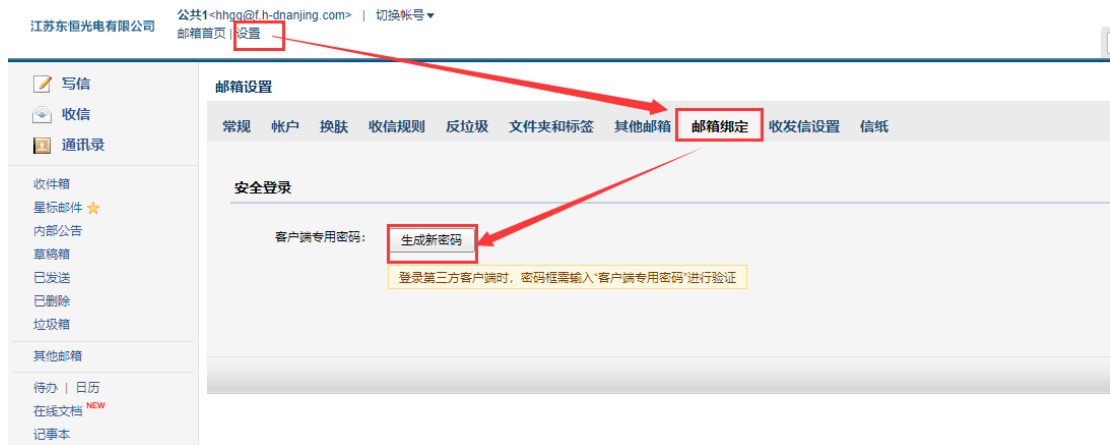 江苏东恒光电有限公司
公共1<hhgg@f.h-dnanjing.com> | 切换帐号▾
邮箱首页 | 设置
写信
收信
通讯录
收件箱
星标邮件
内部公告
草稿箱
已发送
已删除
垃圾箱
其他邮箱
待办 | 日历
在线文档 NEW
记事本
邮箱设置
常规 帐户 换肤 收信规则 反垃圾 文件夹和标签 其他邮箱 邮箱绑定 收发信设置 信纸
安全登录
客户端专用密码: 生成新密码
登录第三方客户端时，密码框需输入“客户端专用密码”进行验证